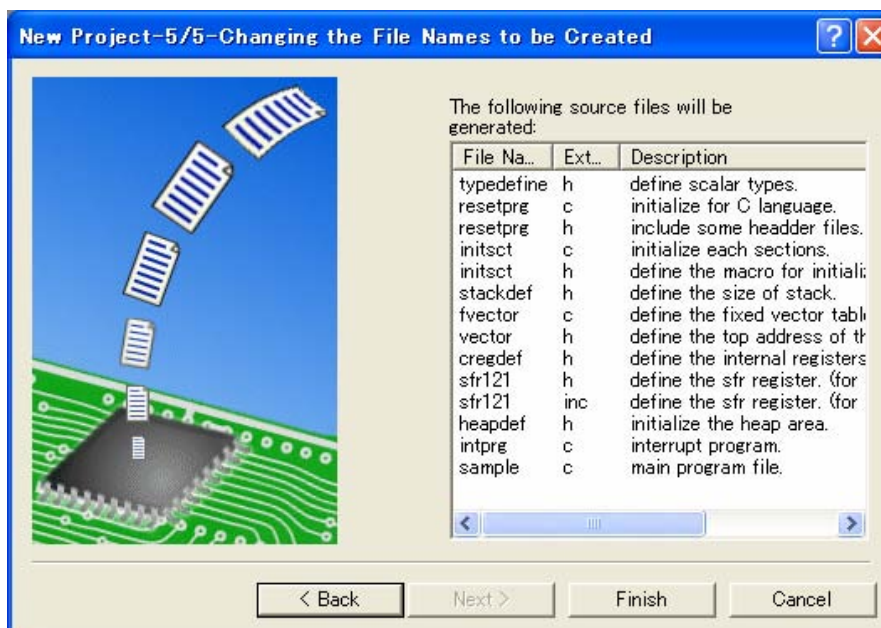 New Project-5/5-Changing the File Names to be Created
The following source files will be
generated:
File Na... Ext... Description
typedefine h define scalar types.
resetprg c initialize for C language.
resetprg h include some headder files.
initsct c initialize each sections.
initsct h define the macro for initializ
stackdef h define the size of stack.
fvector c define the fixed vector tabl
vector h define the top address of th
cregdef h define the internal registers
sfr121 h define the sfr register. (for
sfr121 inc define the sfr register. (for
heapdef h initialize the heap area.
intprg c interrupt program.
sample c main program file.
< Back Next > Finish Cancel